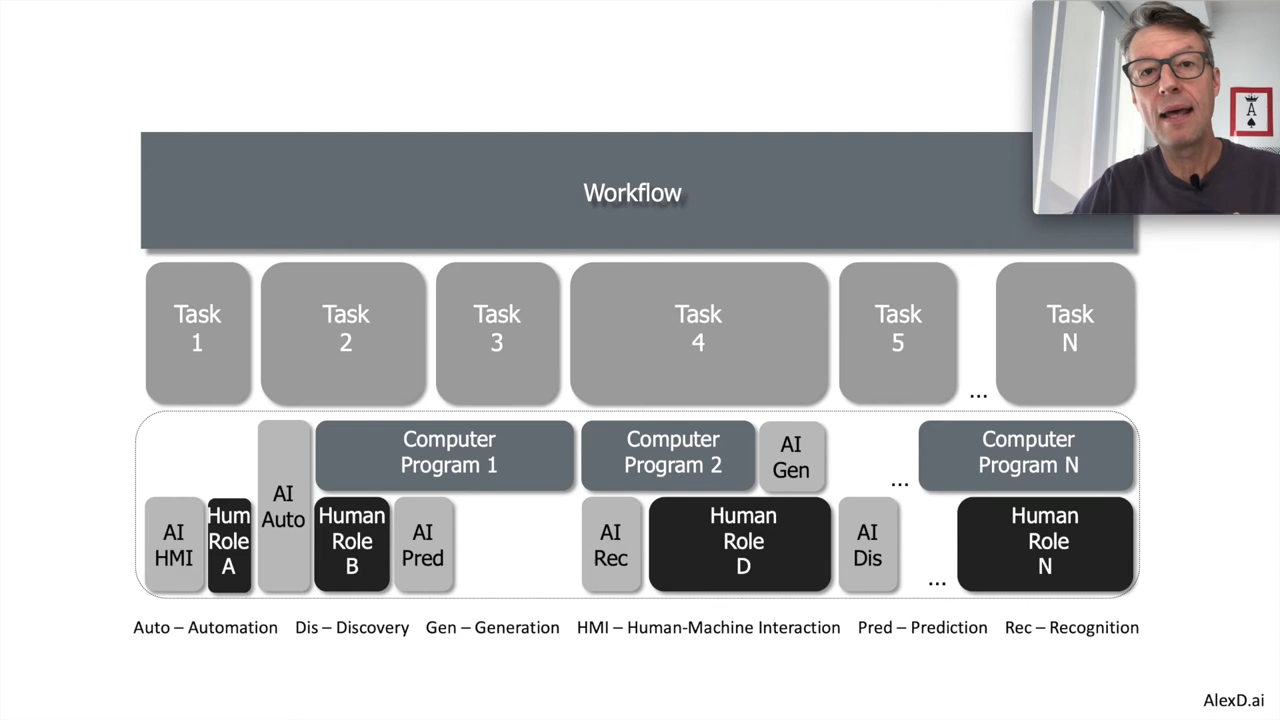 Workflow
A
Task
1
Task
2
Task
3
Task
4
Task
5
...
Task
N
Computer
Program 1
Computer
Program 2
AI
Gen
...
Computer
Program N
AI
HMI
Hum
Role
A
AI
Auto
Human
Role
B
AI
Pred
AI
Rec
Human
Role
D
AI
Dis
...
Human
Role
N
Auto – Automation Dis – Discovery Gen – Generation HMI – Human-Machine Interaction Pred – Prediction Rec – Recognition
AlexD.ai